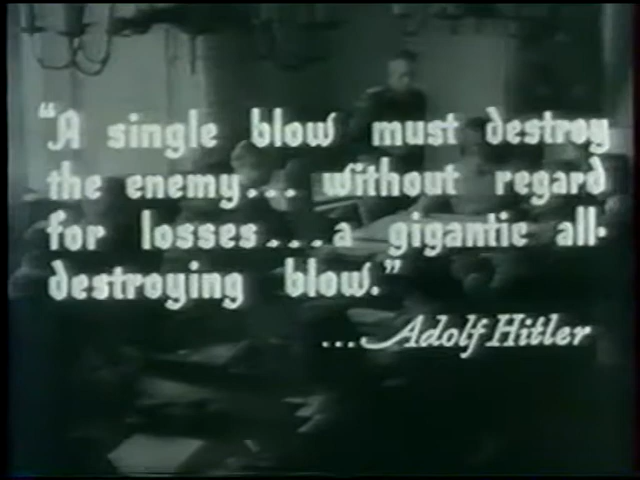 "A single blow must destroy
the enemy... without regard
for losses...a gigantic all-
destroying blow."
...Adolf Hitler